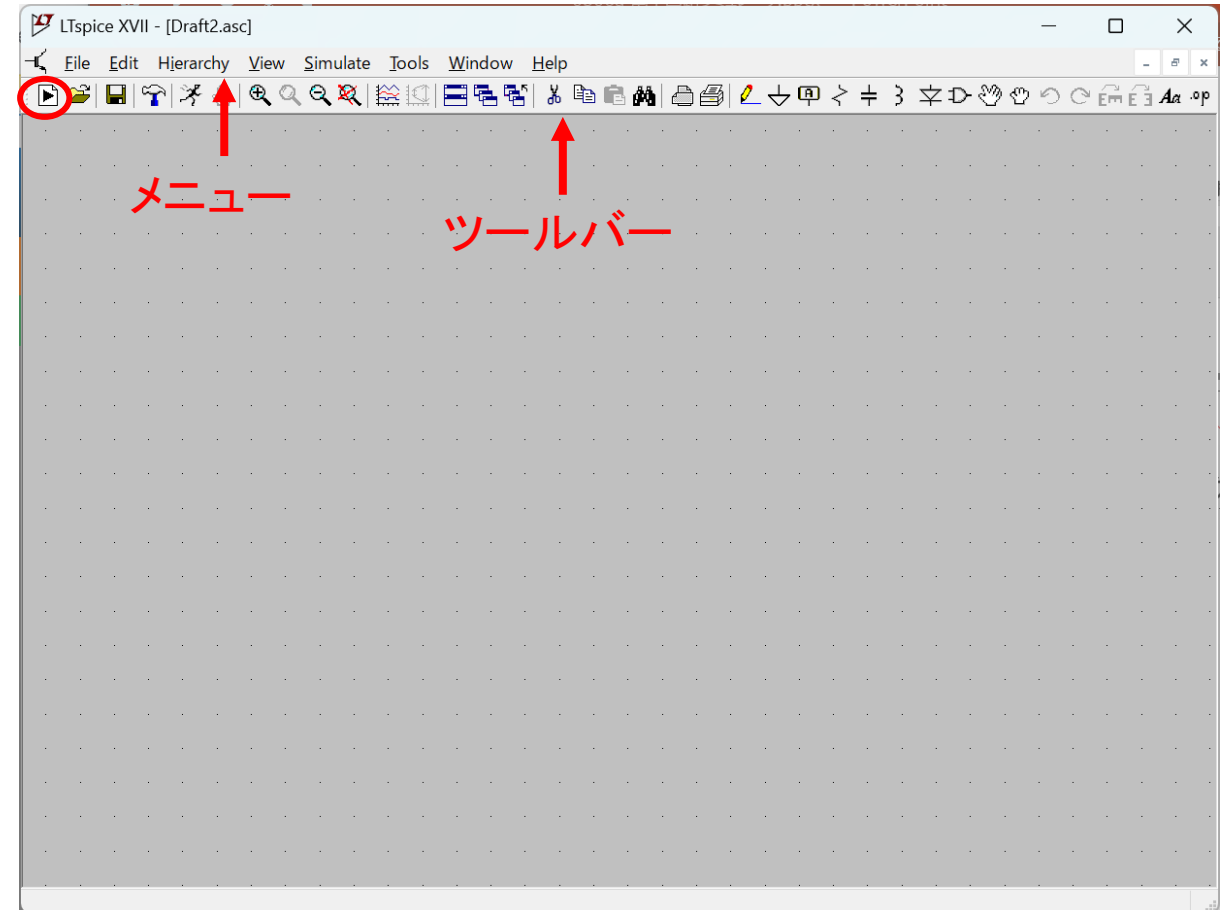 LTspice XVII - [Draft2.asc]
File Edit Hierarchy View Simulate Tools Window Help
Aa .op
メニュー
ツールバー